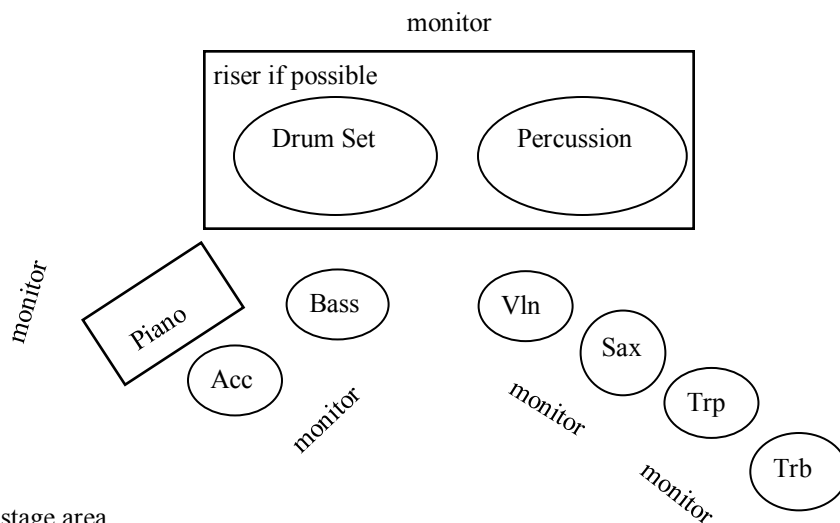 monitor
riser if possible
Drum Set
Percussion
monitor
Piano
Bass
Vln
Sax
Acc
monitor
monitor
Trp
Trb
monitor
stage area